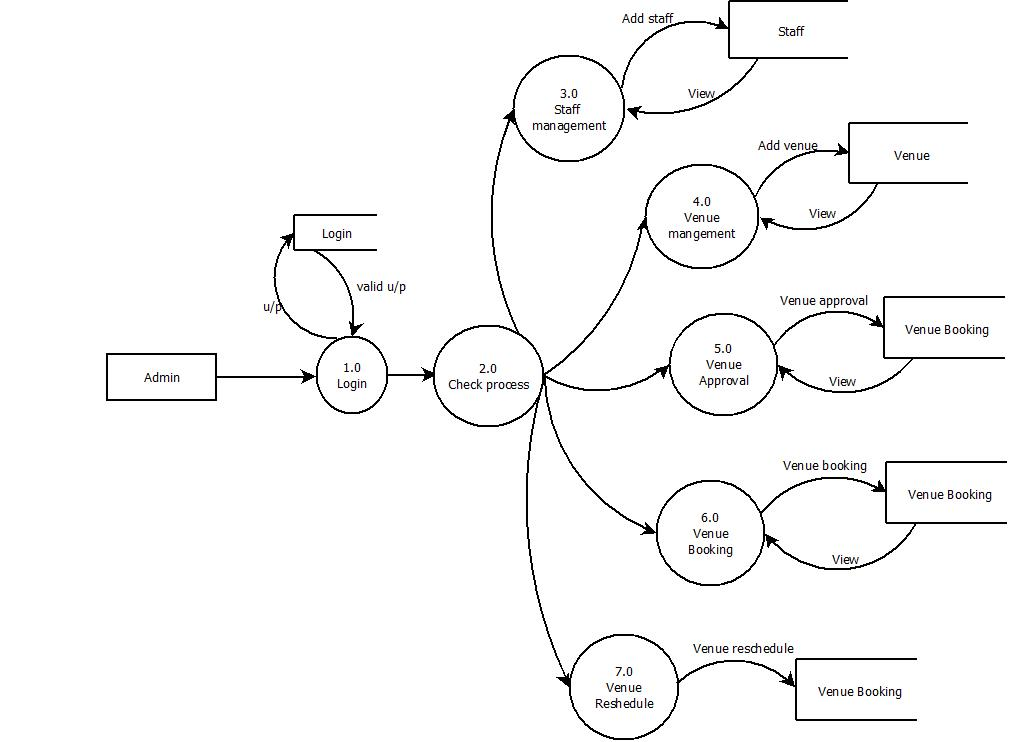 Add staff
Staff
View
3.0
Staff
management
Add venue
Venue
View
4.0
Venue
mangement
Login
valid u/p
u/p
Admin
1.0
Login
2.0
Check process
Venue approval
Venue Booking
View
5.0
Venue
Approval
Venue booking
Venue Booking
View
6.0
Venue
Booking
Venue reschedule
Venue Booking
7.0
Venue
Reshedule